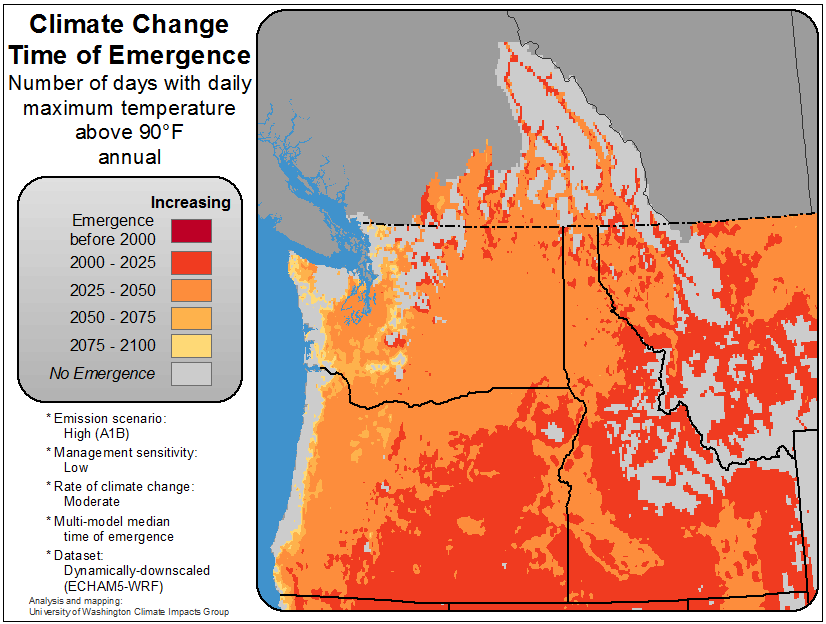 Climate Change
Time of Emergence
Number of days with daily
maximum temperature
above 90°F
annual
Increasing
Emergence
before 2000
2000 - 2025
2025 - 2050
2050 - 2075
2075 - 2100
No Emergence
* Emission scenario:
High (A1B)
* Management sensitivity:
Low
* Rate of climate change:
Moderate
* Multi-model median
time of emergence
* Dataset:
Dynamically-downscaled
(ECHAM5-WRF)
Analysis and mapping:
University of Washington Climate Impacts Group